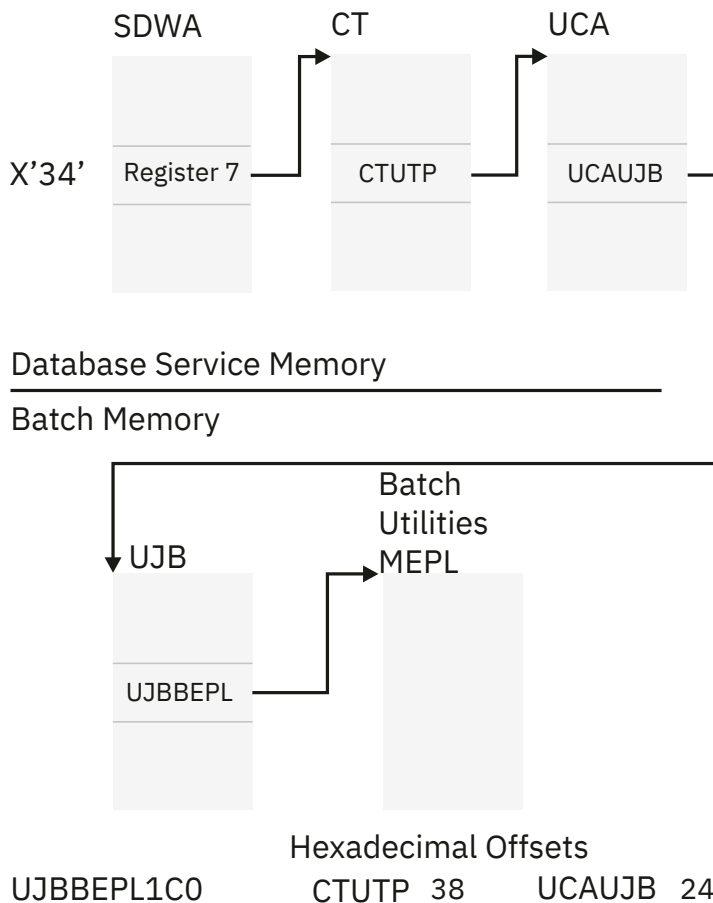 SDWA CT UCA
X’34’ Register 7 CTUTP UCAUJB
Database Service Memory
Batch Memory
Batch
Utilities
UJB MEPL
UJBBEPL
Hexadecimal Offsets
UJBBEPL1C0 CTUTP 38 UCAUJB 24